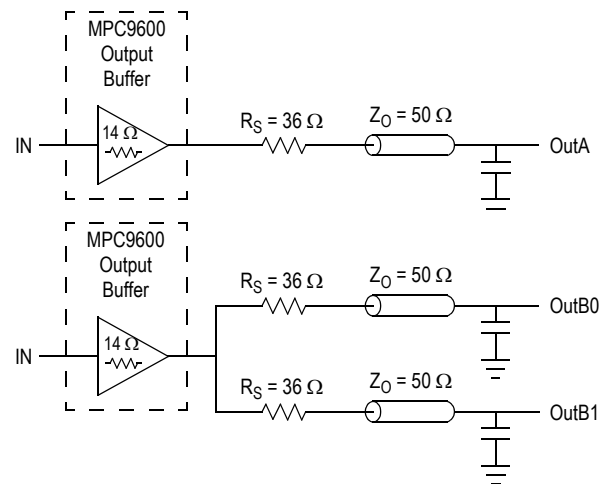 MPC9600
Output
Buffer
14 Ω
IN
R_S = 36 Ω
Z_O = 50 Ω
OutA
MPC9600
Output
Buffer
14 Ω
IN
R_S = 36 Ω
Z_O = 50 Ω
OutB0
R_S = 36 Ω
Z_O = 50 Ω
OutB1